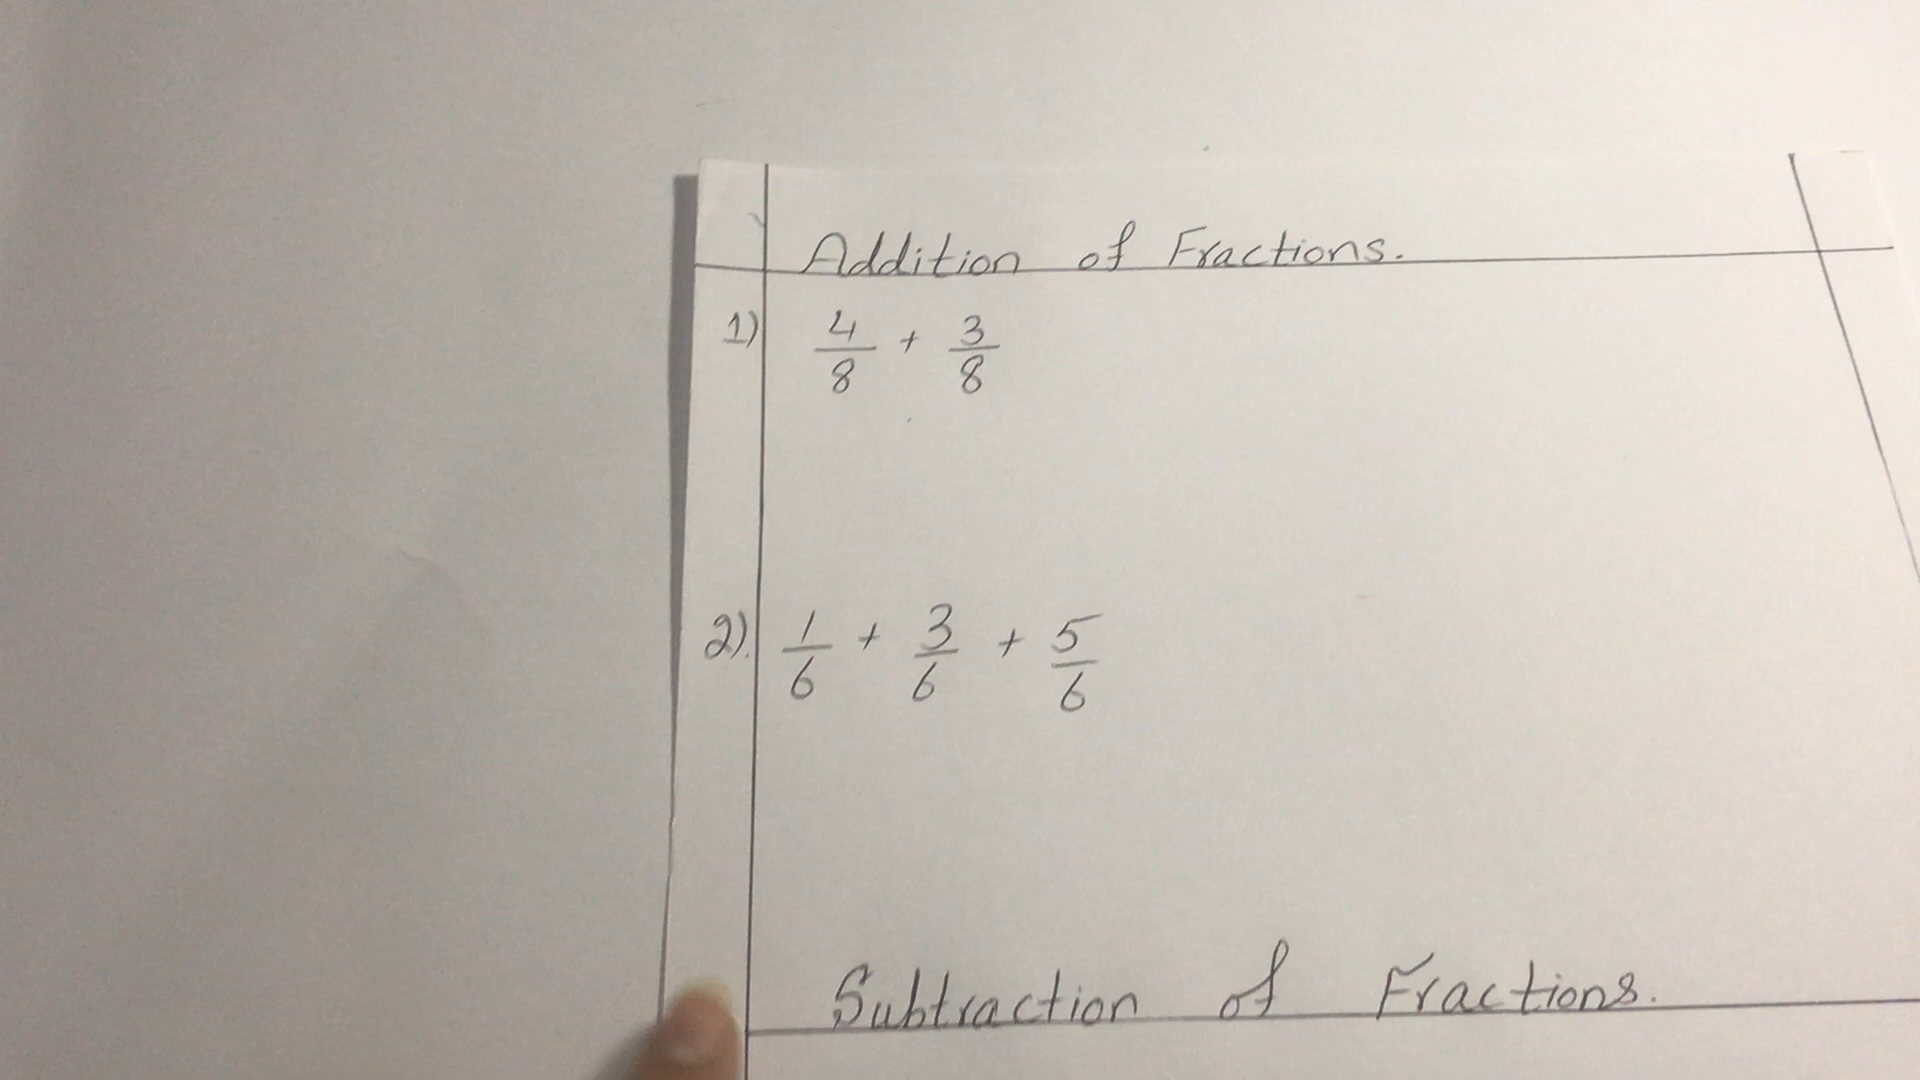 Addition of Fractions.
1) 4/8 + 3/8
2). 1/6 + 3/6 + 5/6
Subtraction of Fractions.